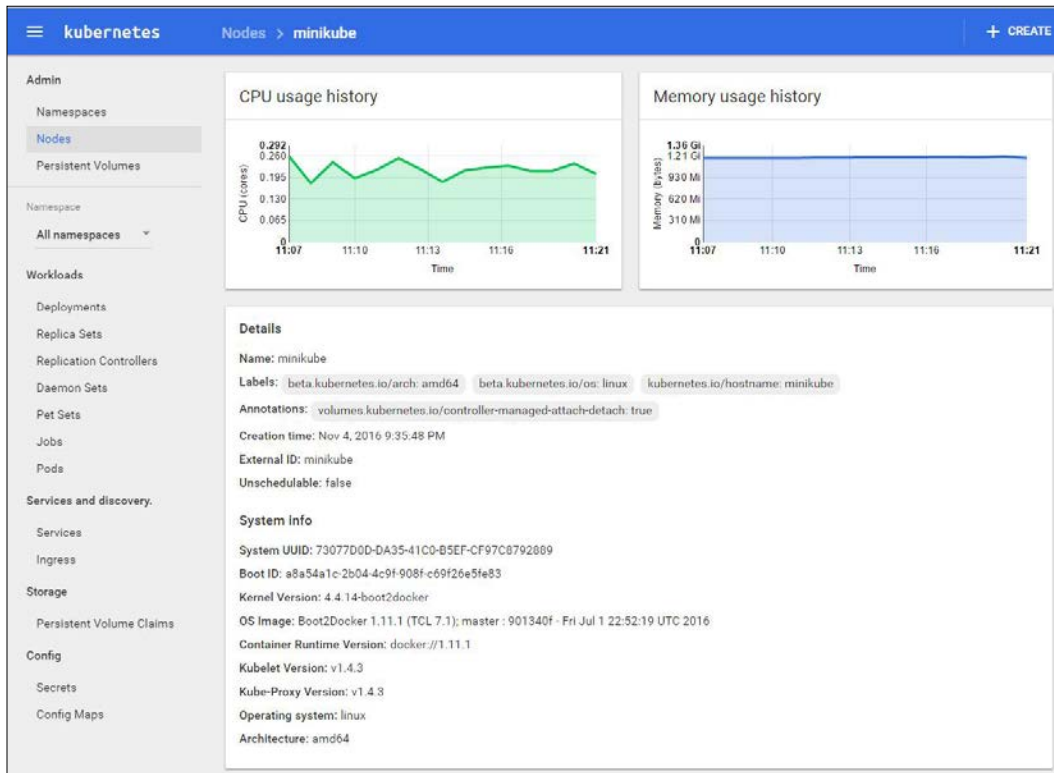 kubernetes
Nodes > minikube
+ CREATE
Admin
Namespaces
Nodes
Persistent Volumes
Namespace
All namespaces
Workloads
Deployments
Replica Sets
Replication Controllers
Daemon Sets
Pet Sets
Jobs
Pods
Services and discovery.
Services
Ingress
Storage
Persistent Volume Claims
Config
Secrets
Config Maps
CPU usage history
CPU (cores)
0.292
0.260
0.195
0.130
0.065
0
11:07 11:10 11:13 11:16 11:21
Time
Memory usage history
Memory (bytes)
1.36 Gi
1.21 Gi
930 Mi
620 Mi
310 Mi
0
11:07 11:10 11:13 11:16 11:21
Time
Details
Name: minikube
Labels: beta.kubernetes.io/arch: amd64 beta.kubernetes.io/os: linux kubernetes.io/hostname: minikube
Annotations: volumes.kubernetes.io/controller-managed-attach-detach: true
Creation time: Nov 4, 2016 9:35:48 PM
External ID: minikube
Unschedulable: false
System info
System UUID: 73077D0D-DA35-41C0-B5EF-CF97C8792889
Boot ID: a8a54a1c-2b04-4c9f-908f-c69f26e5fe83
Kernel Version: 4.4.14-boot2docker
OS Image: Boot2Docker 1.11.1 (TCL 7.1); master : 901340f - Fri Jul 1 22:52:19 UTC 2016
Container Runtime Version: docker://1.11.1
Kubelet Version: v1.4.3
Kube-Proxy Version: v1.4.3
Operating system: linux
Architecture: amd64